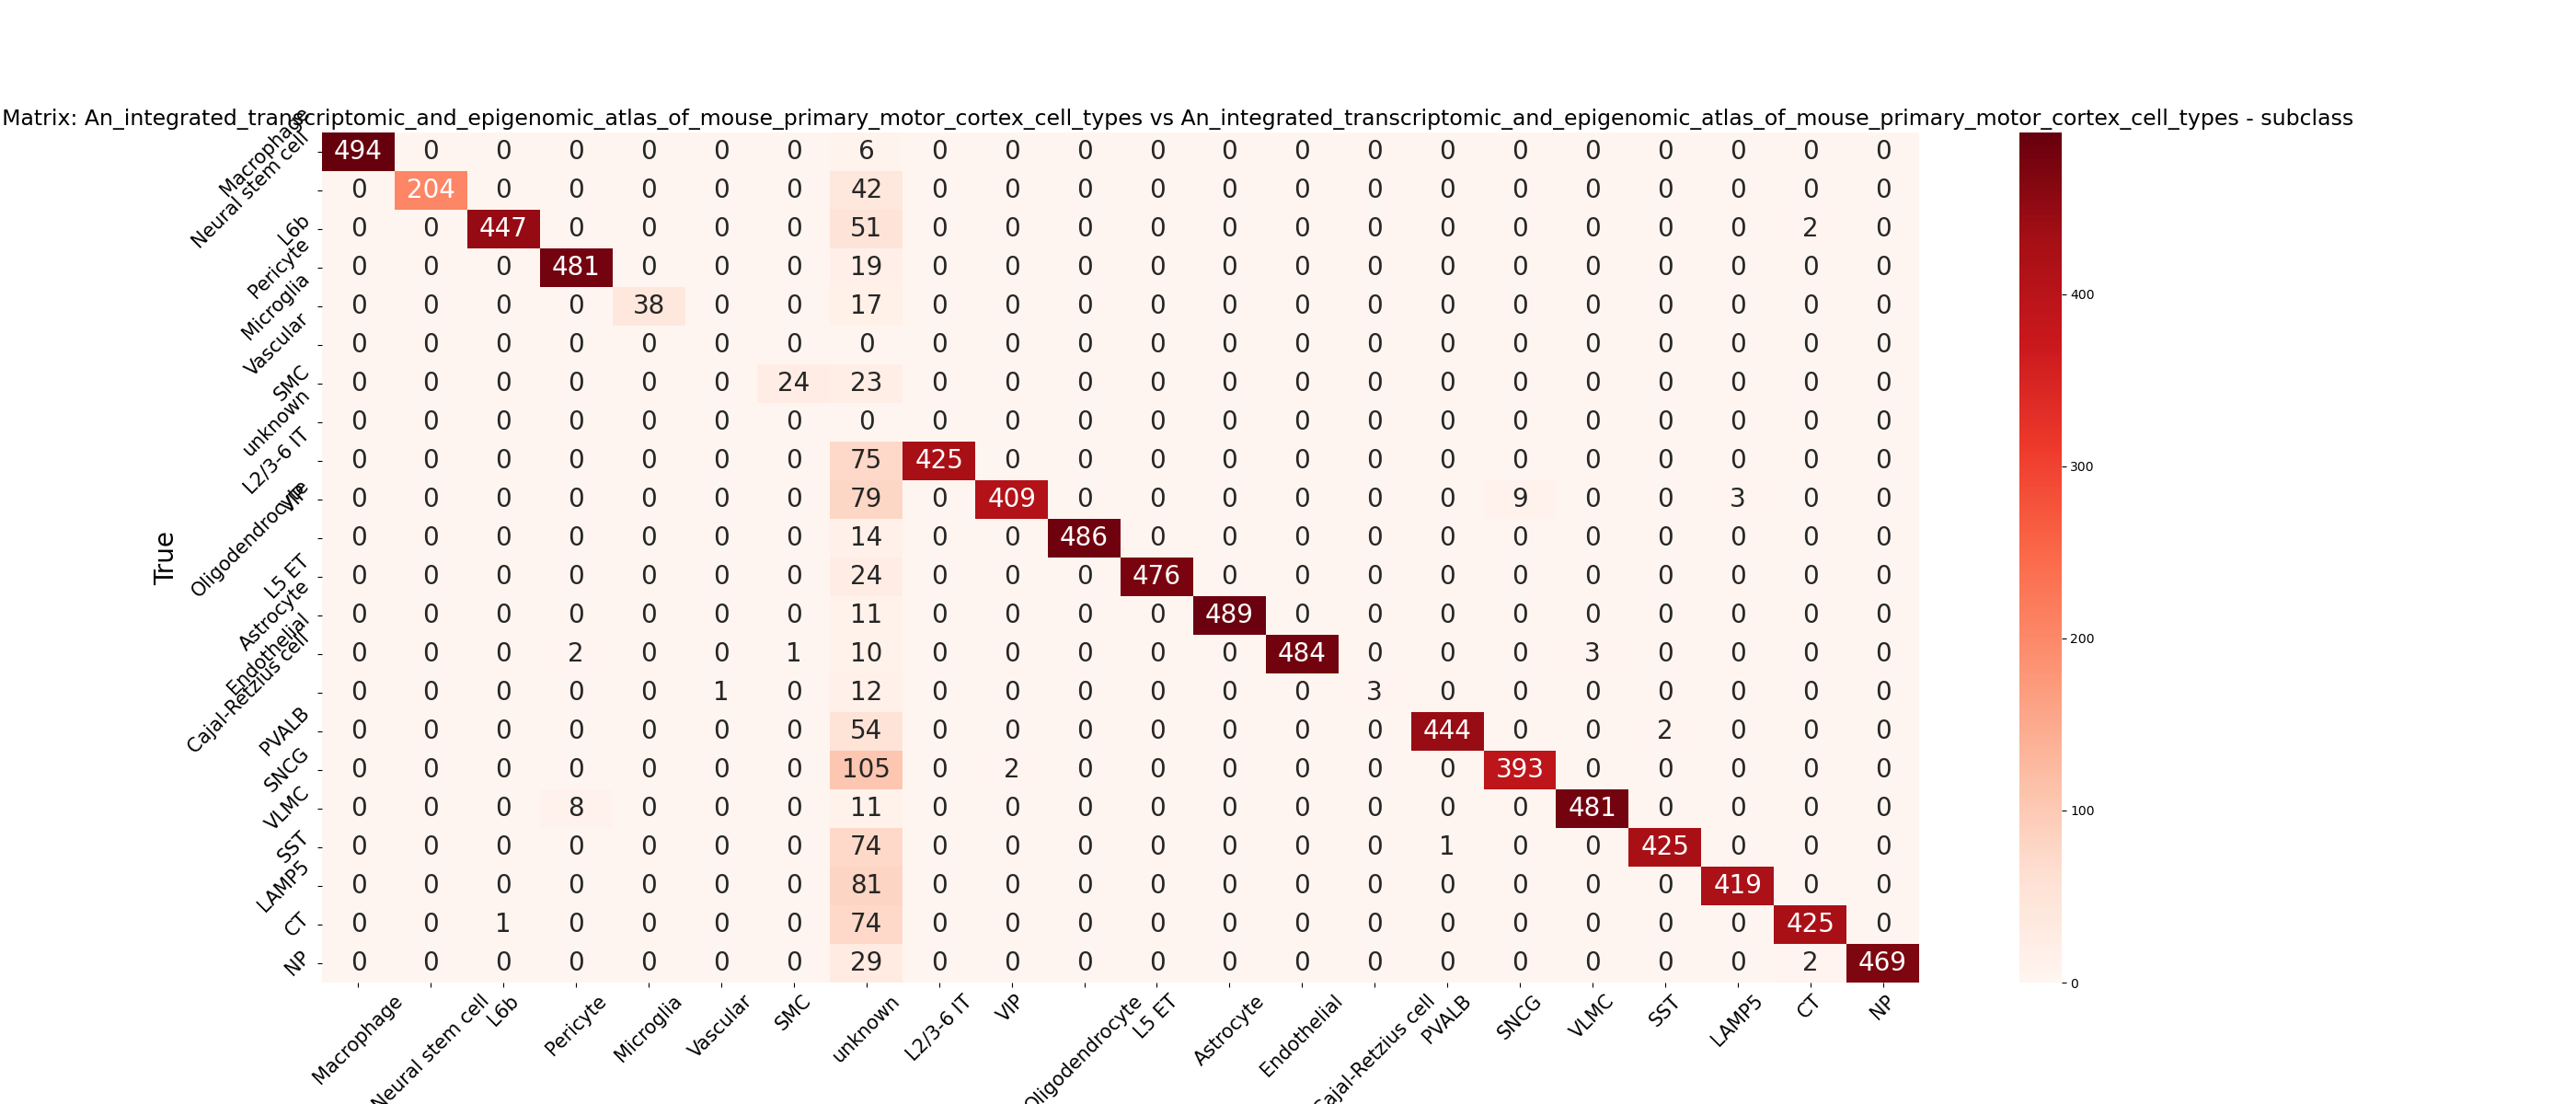 Matrix: An_integrated_transcriptomic_and_epigenomic_atlas_of_mouse_primary_motor_cortex_cell_types vs An_integrated_transcriptomic_and_epigenomic_atlas_of_mouse_primary_motor_cortex_cell_types - subclass
Macrophage 494 0 0 0 0 0 0 6 0 0 0 0 0 0 0 0 0 0 0 0 0 0
Neural stem cell 0 204 0 0 0 0 0 42 0 0 0 0 0 0 0 0 0 0 0 0 0 0
L6b 0 0 447 0 0 0 0 51 0 0 0 0 0 0 0 0 0 0 0 0 2 0
Pericyte 0 0 0 481 0 0 0 19 0 0 0 0 0 0 0 0 0 0 0 0 0 0
Microglia 0 0 0 0 38 0 0 17 0 0 0 0 0 0 0 0 0 0 0 0 0 0
Vascular 0 0 0 0 0 0 0 0 0 0 0 0 0 0 0 0 0 0 0 0 0 0
SMC 0 0 0 0 0 0 24 23 0 0 0 0 0 0 0 0 0 0 0 0 0 0
unknown 0 0 0 0 0 0 0 0 0 0 0 0 0 0 0 0 0 0 0 0 0 0
L2/3-6 IT 0 0 0 0 0 0 0 75 425 0 0 0 0 0 0 0 0 0 0 0 0 0
VIP 0 0 0 0 0 0 0 79 0 409 0 0 0 0 0 0 9 0 0 3 0 0
Oligodendrocyte 0 0 0 0 0 0 0 14 0 0 486 0 0 0 0 0 0 0 0 0 0 0
L5 ET 0 0 0 0 0 0 0 24 0 0 0 476 0 0 0 0 0 0 0 0 0 0
Astrocyte 0 0 0 0 0 0 0 11 0 0 0 0 489 0 0 0 0 0 0 0 0 0
Endothelial 0 0 0 2 0 0 1 10 0 0 0 0 0 484 0 0 0 3 0 0 0 0
Cajal-Retzius cell 0 0 0 0 0 1 0 12 0 0 0 0 0 0 3 0 0 0 0 0 0 0
PVALB 0 0 0 0 0 0 0 54 0 0 0 0 0 0 0 444 0 0 2 0 0 0
SNCG 0 0 0 0 0 0 0 105 0 2 0 0 0 0 0 0 393 0 0 0 0 0
VLMC 0 0 0 8 0 0 0 11 0 0 0 0 0 0 0 0 0 481 0 0 0 0
SST 0 0 0 0 0 0 0 74 0 0 0 0 0 0 0 1 0 0 425 0 0 0
LAMP5 0 0 0 0 0 0 0 81 0 0 0 0 0 0 0 0 0 0 0 419 0 0
CT 0 0 1 0 0 0 0 74 0 0 0 0 0 0 0 0 0 0 0 0 425 0
NP 0 0 0 0 0 0 0 29 0 0 0 0 0 0 0 0 0 0 0 0 2 469
True
Macrophage Neural stem cell L6b Pericyte Microglia Vascular SMC unknown L2/3-6 IT VIP Oligodendrocyte L5 ET Astrocyte Endothelial Cajal-Retzius cell PVALB SNCG VLMC SST LAMP5 CT NP
400
300
200
100
0